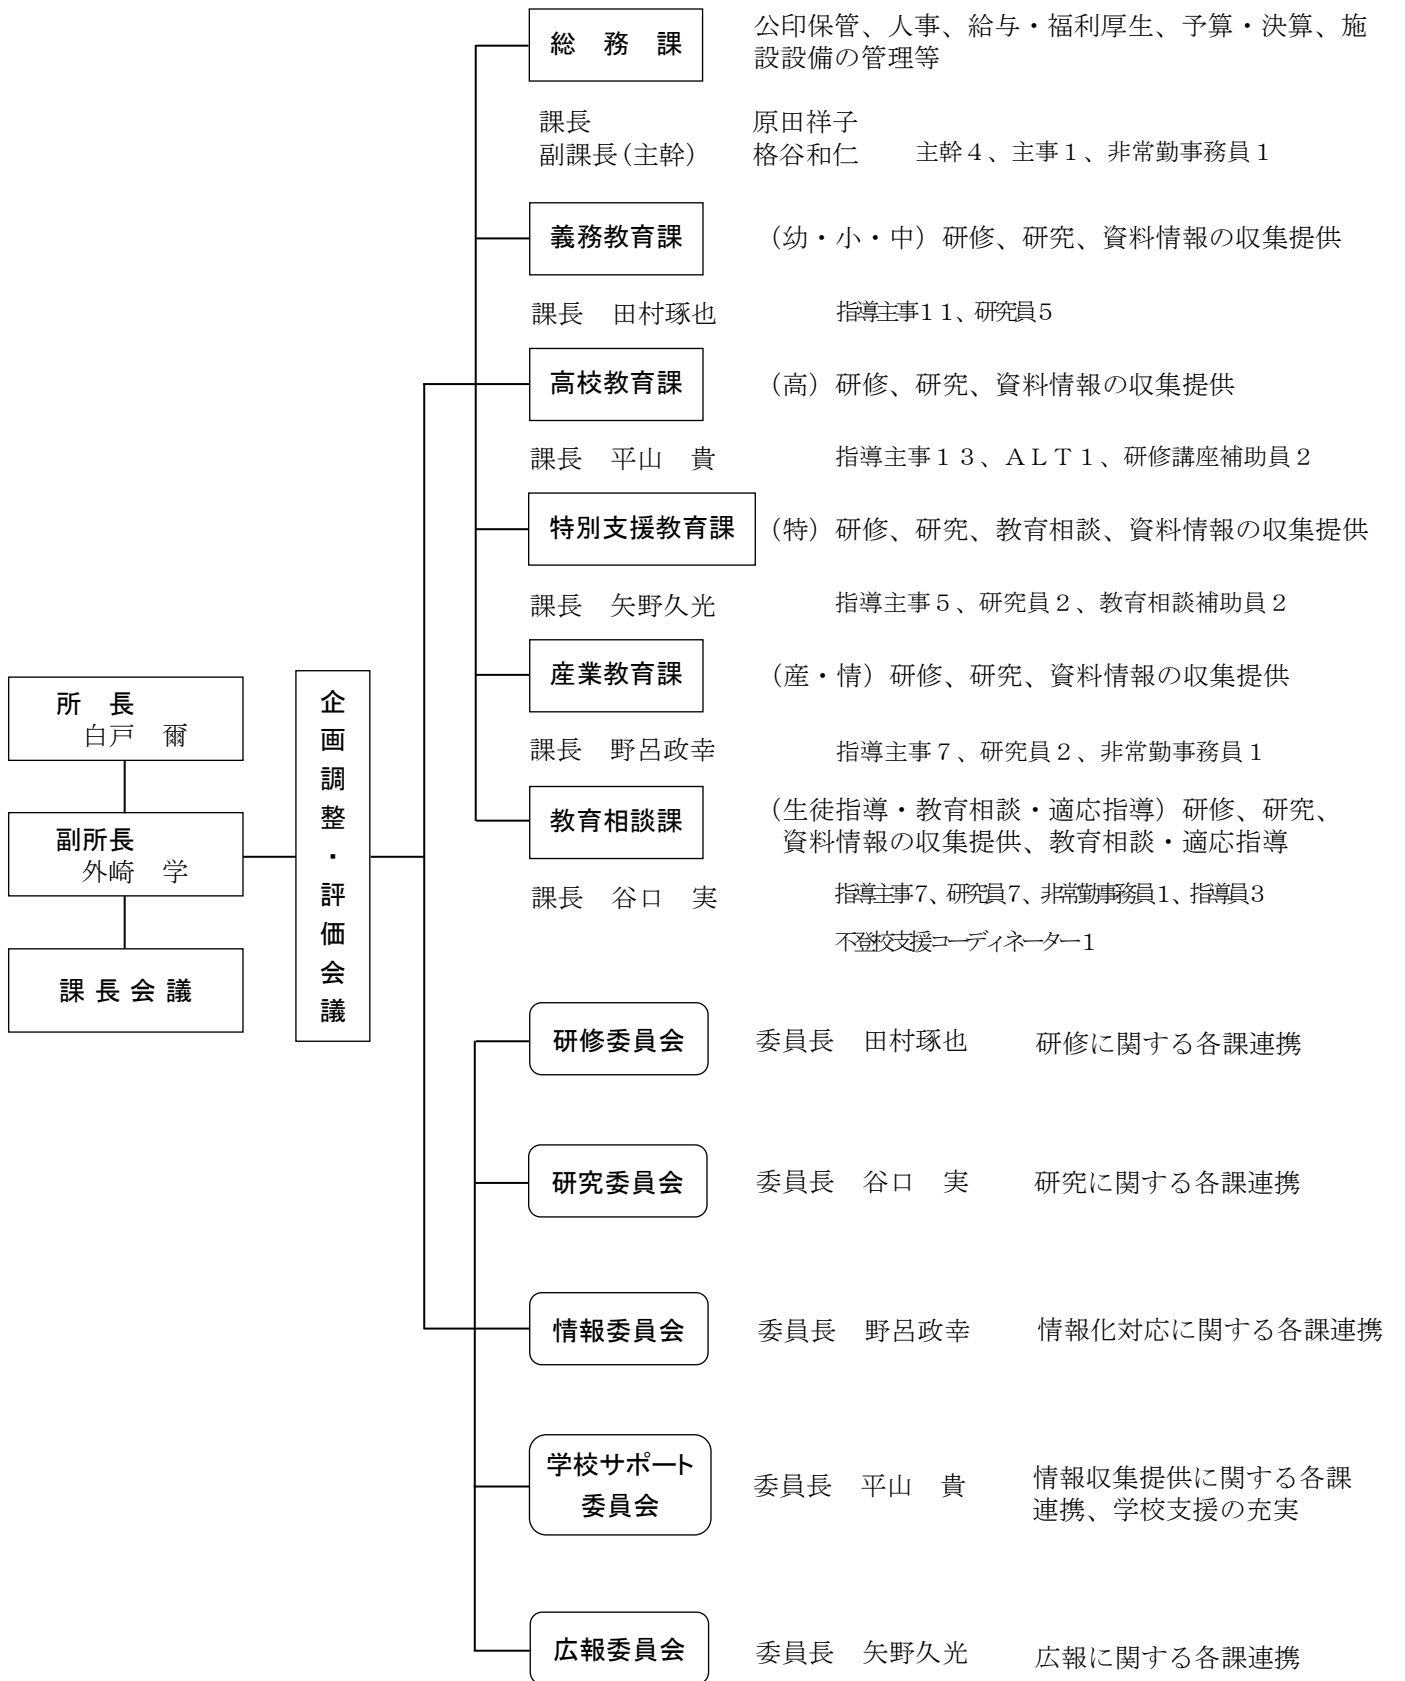 総　務　課
公印保管、人事、給与・福利厚生、予算・決算、施
設設備の管理等
課長　原田祥子
副課長(主幹)　格谷和仁　主幹４、主事１、非常勤事務員１
義務教育課
（幼・小・中）研修、研究、資料情報の収集提供
課長　田村琢也　指導主事１１、研究員５
高校教育課
（高）研修、研究、資料情報の収集提供
課長　平山　貴　指導主事１３、ＡＬＴ１、研修講座補助員２
特別支援教育課
（特）研修、研究、教育相談、資料情報の収集提供
課長　矢野久光　指導主事５、研究員２、教育相談補助員２
産業教育課
（産・情）研修、研究、資料情報の収集提供
課長　野呂政幸　指導主事７、研究員２、非常勤事務員１
教育相談課
（生徒指導・教育相談・適応指導）研修、研究、
資料情報の収集提供、教育相談・適応指導
課長　谷口　実　指導主事７、研究員７、非常勤事務員１、指導員３
不登校支援コーディネーター１
所　長
白戸　爾
副所長
外崎　学
課長会議
企画調整・評価会議
研修委員会　委員長　田村琢也　研修に関する各課連携
研究委員会　委員長　谷口　実　研究に関する各課連携
情報委員会　委員長　野呂政幸　情報化対応に関する各課連携
学校サポート
委員会
委員長　平山　貴
情報収集提供に関する各課
連携、学校支援の充実
広報委員会　委員長　矢野久光　広報に関する各課連携